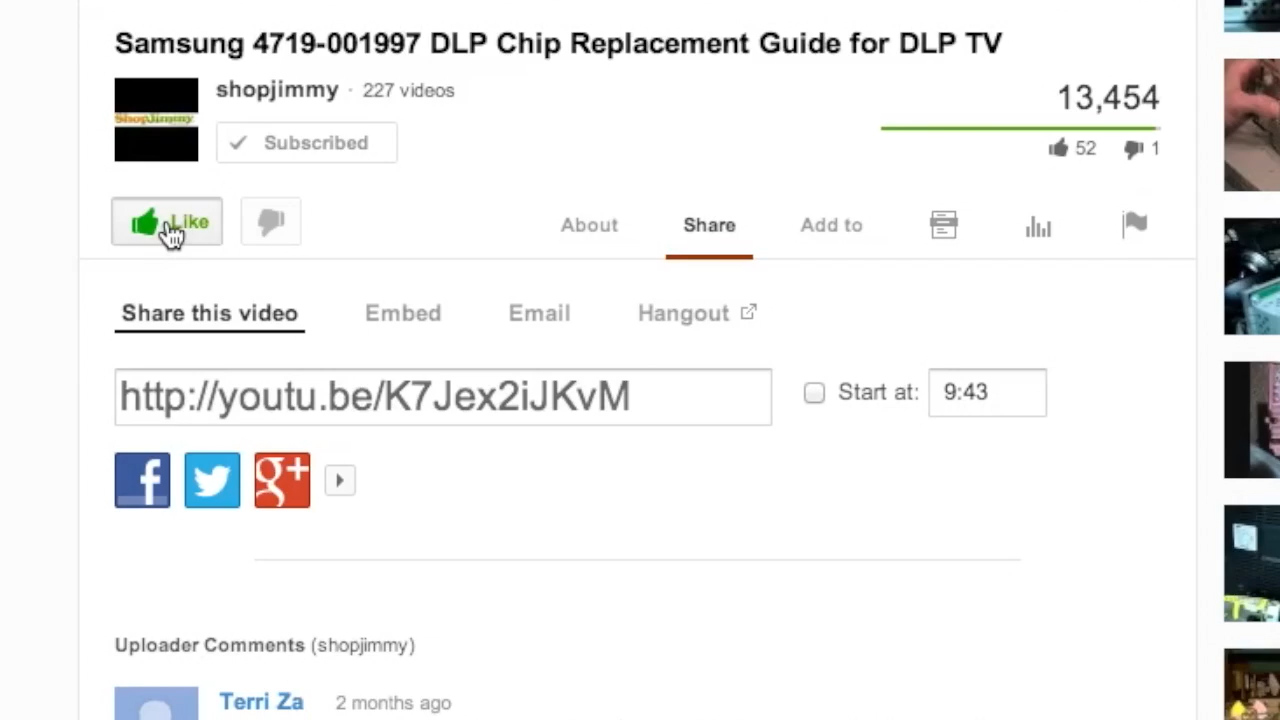 Samsung 4719-001997 DLP Chip Replacement Guide for DLP TV
shopjimmy · 227 videos
ShopJimmy
Subscribed
13,454
52 1
Like
About Share Add to
Share this video Embed Email Hangout
http://youtu.be/K7Jex2iJKvM
Start at: 9:43
f g+
Uploader Comments (shopjimmy)
Terri Za 2 months ago